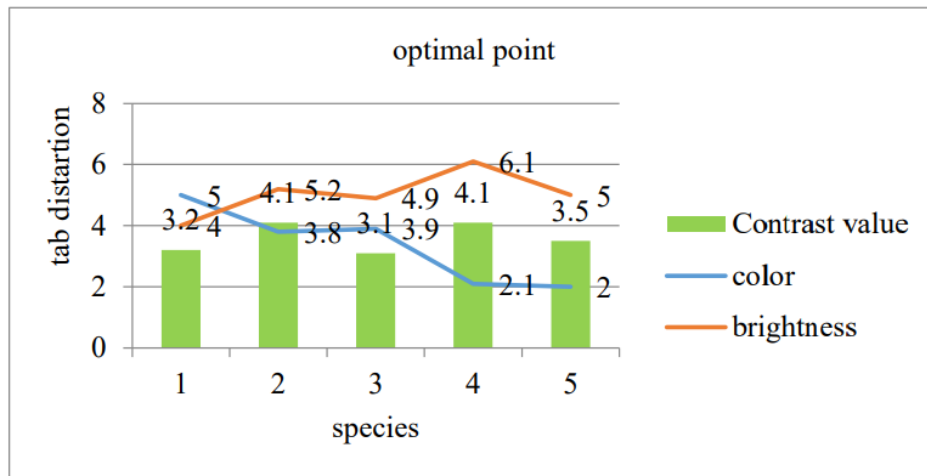 optimal point
tab distartion
8
6
4
2
0
3.2
4.1
3.1
4.1
3.5
5
3.8
3.9
2.1
2
4
5.2
4.9
6.1
5
1 2 3 4 5
species
Contrast value
color
brightness